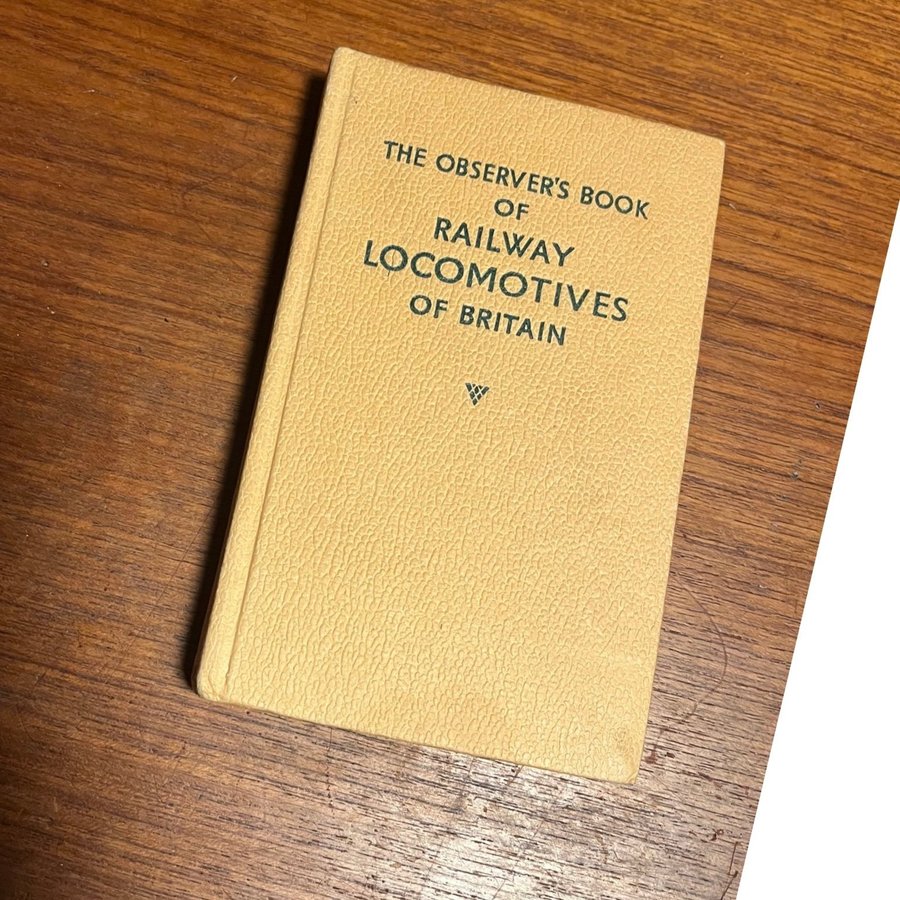 THE OBSERVER'S BOOK
OF
RAILWAY
LOCOMOTIVES
OF BRITAIN